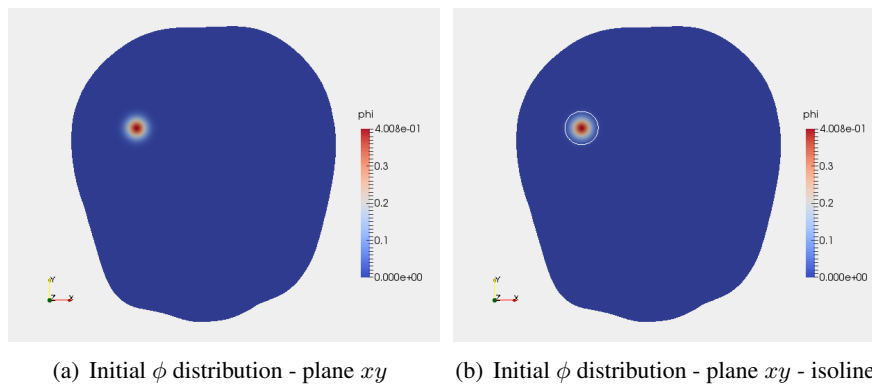 phi
4.008e-01
0.3
0.2
0.1
0.000e+00
Y
Z
X
phi
4.008e-01
0.3
0.2
0.1
0.000e+00
Y
Z
X
(a) Initial ϕ distribution - plane xy
(b) Initial ϕ distribution - plane xy - isoline